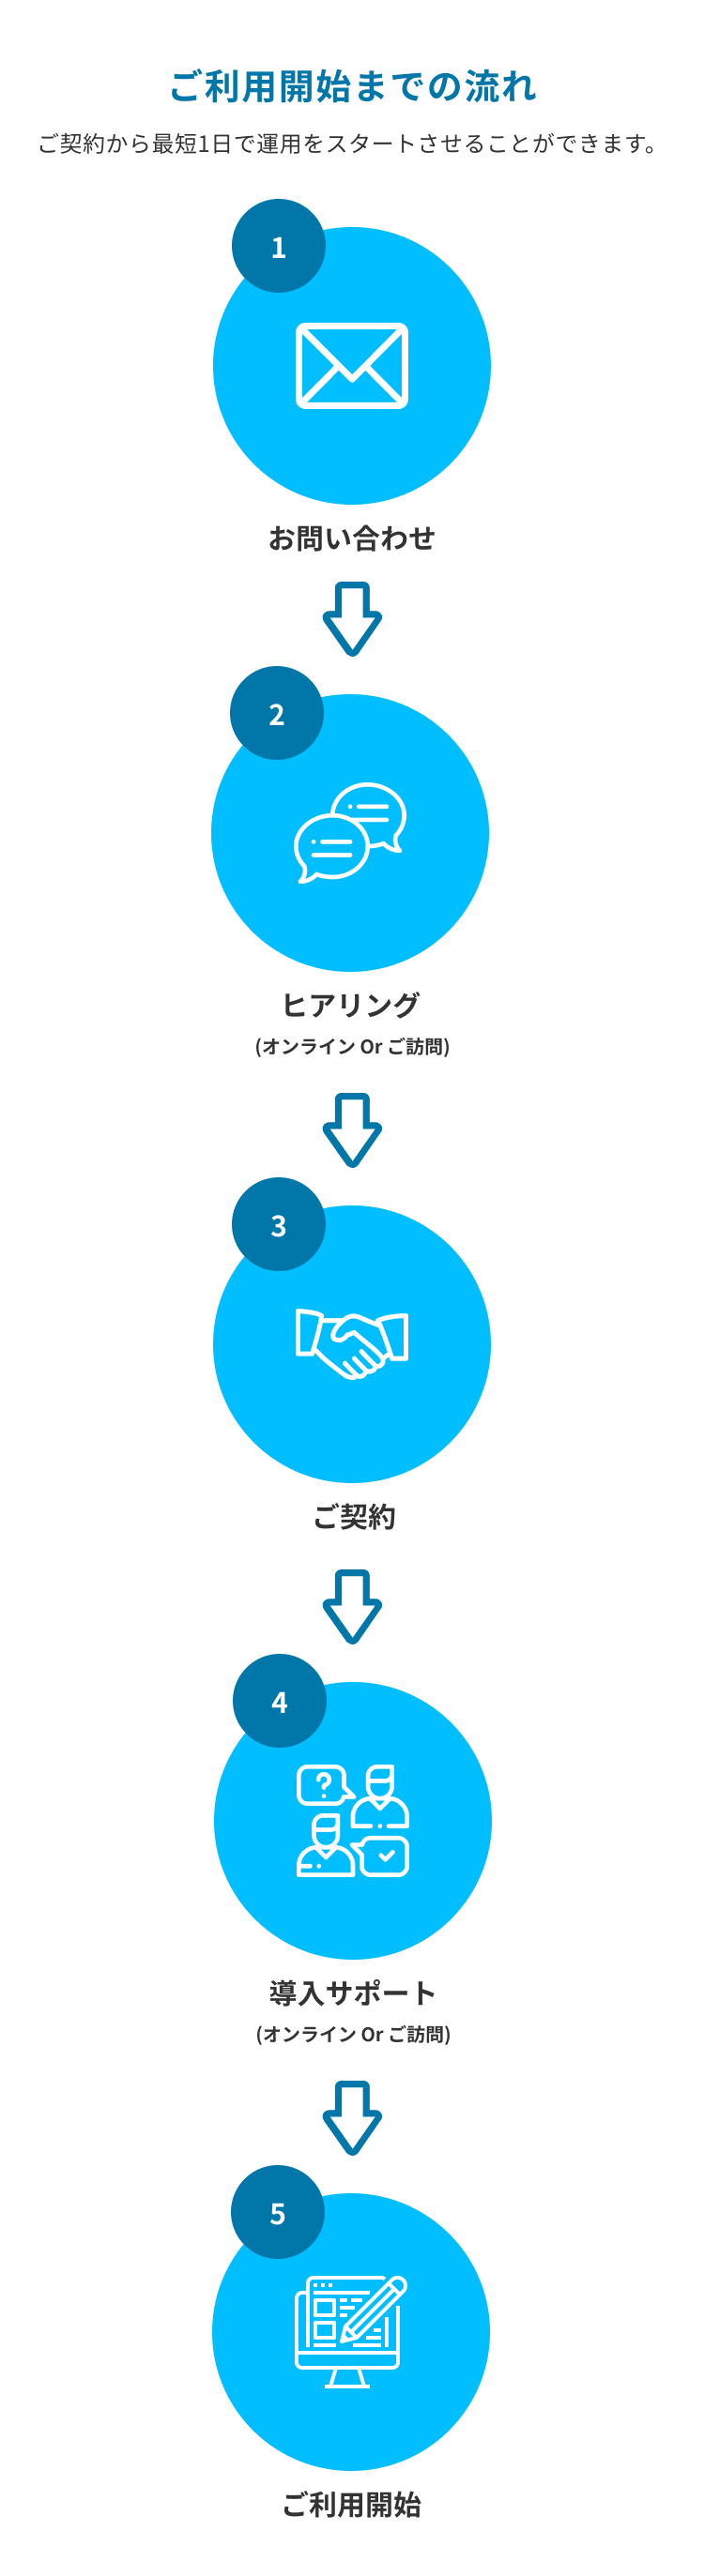 ご利用開始までの流れ
ご契約から最短1日で運用をスタートさせることができます。
1
お問い合わせ
2
ヒアリング
(オンライン Or ご訪問)
3
ご契約
4
?
導入サポート
(オンライン Or ご訪問)
5
ご利用開始